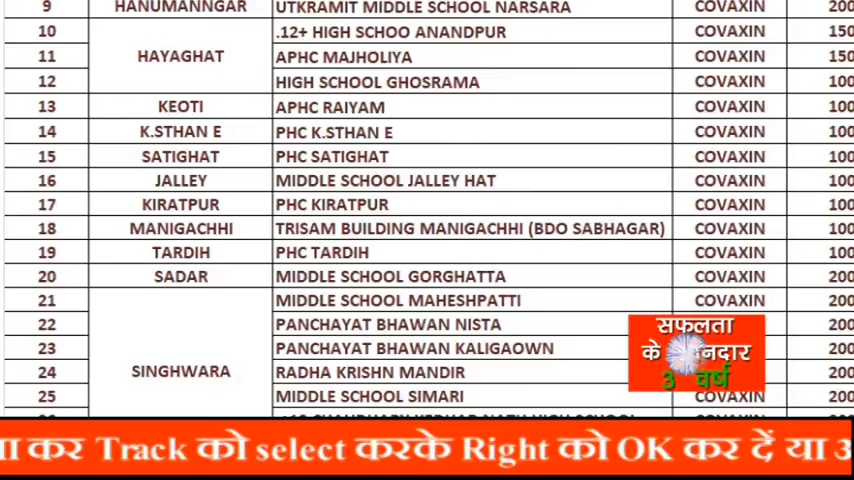 9 HANUMANNGAR UTKRAMIT MIDDLE SCHOOL NARSARA COVAXIN 200
10 .12+ HIGH SCHOO ANANDPUR COVAXIN 150
11 HAYAGHAT APHC MAJHOLIYA COVAXIN 150
12 HIGH SCHOOL GHOSRAMA COVAXIN 100
13 KEOTI APHC RAIYAM COVAXIN 100
14 K.STHAN E PHC K.STHAN E COVAXIN 100
15 SATIGHAT PHC SATIGHAT COVAXIN 100
16 JALLEY MIDDLE SCHOOL JALLEY HAT COVAXIN 100
17 KIRATPUR PHC KIRATPUR COVAXIN 100
18 MANIGACHHI TRISAM BUILDING MANIGACHHI (BDO SABHAGAR) COVAXIN 100
19 TARDIH PHC TARDIH COVAXIN 100
20 SADAR MIDDLE SCHOOL GORGHATTA COVAXIN 200
21 MIDDLE SCHOOL MAHESHPATTI COVAXIN 200
22 PANCHAYAT BHAWAN NISTA 200
23 PANCHAYAT BHAWAN KALIGAOWN 200
24 SINGHWARA RADHA KRISHN MANDIR 200
25 MIDDLE SCHOOL SIMARI COVAXIN 200
सफलता
के
3 वर्ष
कर Track को select करके Right को OK कर दें या 3